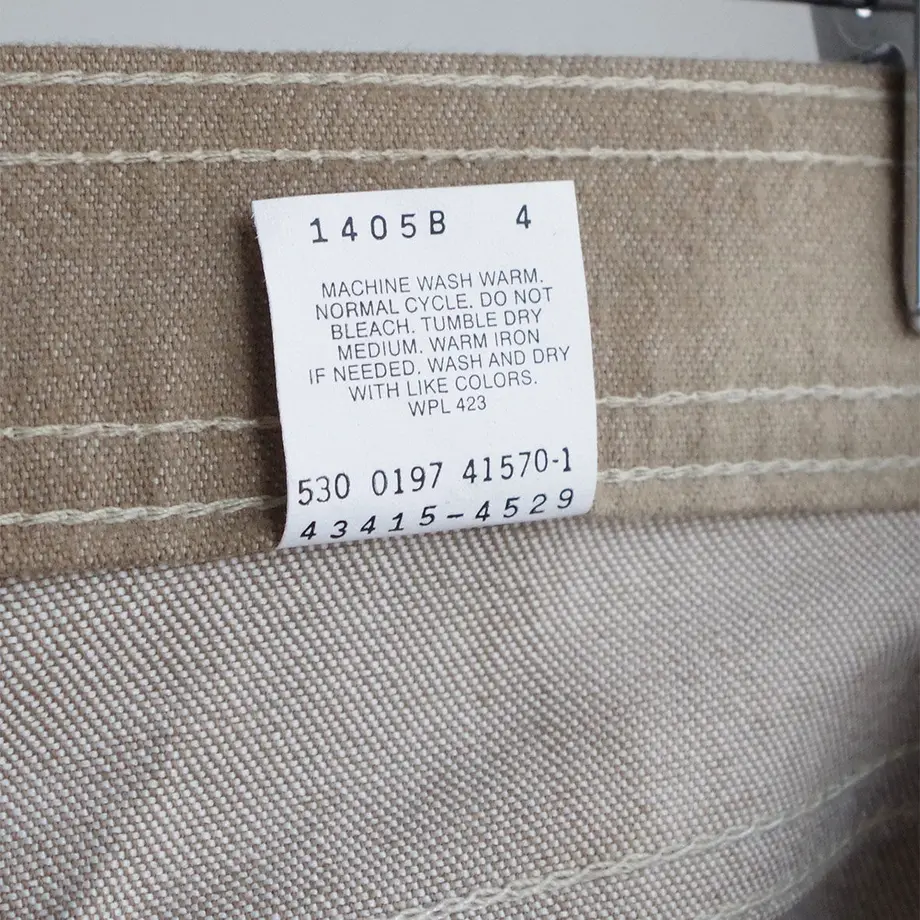 1405B 4
MACHINE WASH WARM.
NORMAL CYCLE. DO NOT
BLEACH. TUMBLE DRY
MEDIUM. WARM IRON
IF NEEDED. WASH AND DRY
WITH LIKE COLORS.
WPL 423
530 0197 41570-1
43415-4529